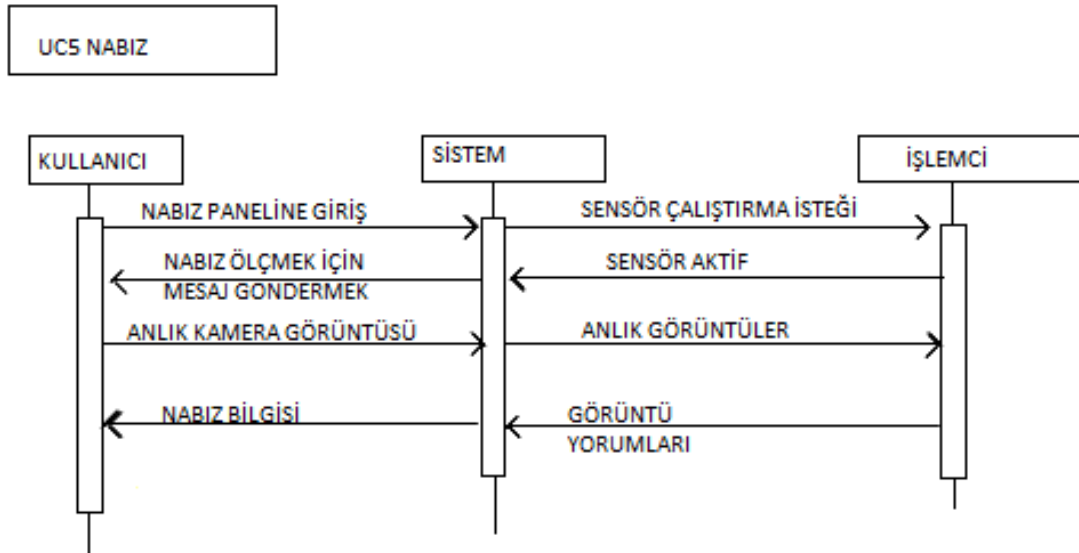 UC5 NABIZ
KULLANICI
SİSTEM
İŞLEMCİ
NABIZ PANELİNE GİRİŞ
SENSÖR ÇALIŞTIRMA İSTEĞİ
NABIZ ÖLÇMEK İÇİN
MESAJ GÖNDERMEK
SENSÖR AKTİF
ANLIK KAMERA GÖRÜNTÜSÜ
ANLIK GÖRÜNTÜLER
NABIZ BİLGİSİ
GÖRÜNTÜ
YORUMLARI